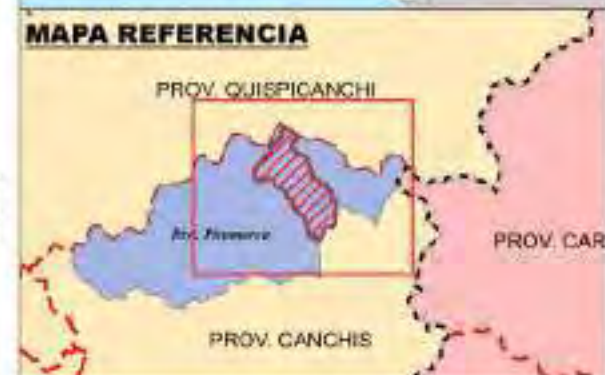 MAPA REFERENCIA
PROV. QUISPICANCHI
PROV. CAR
PROV. CANCHIS